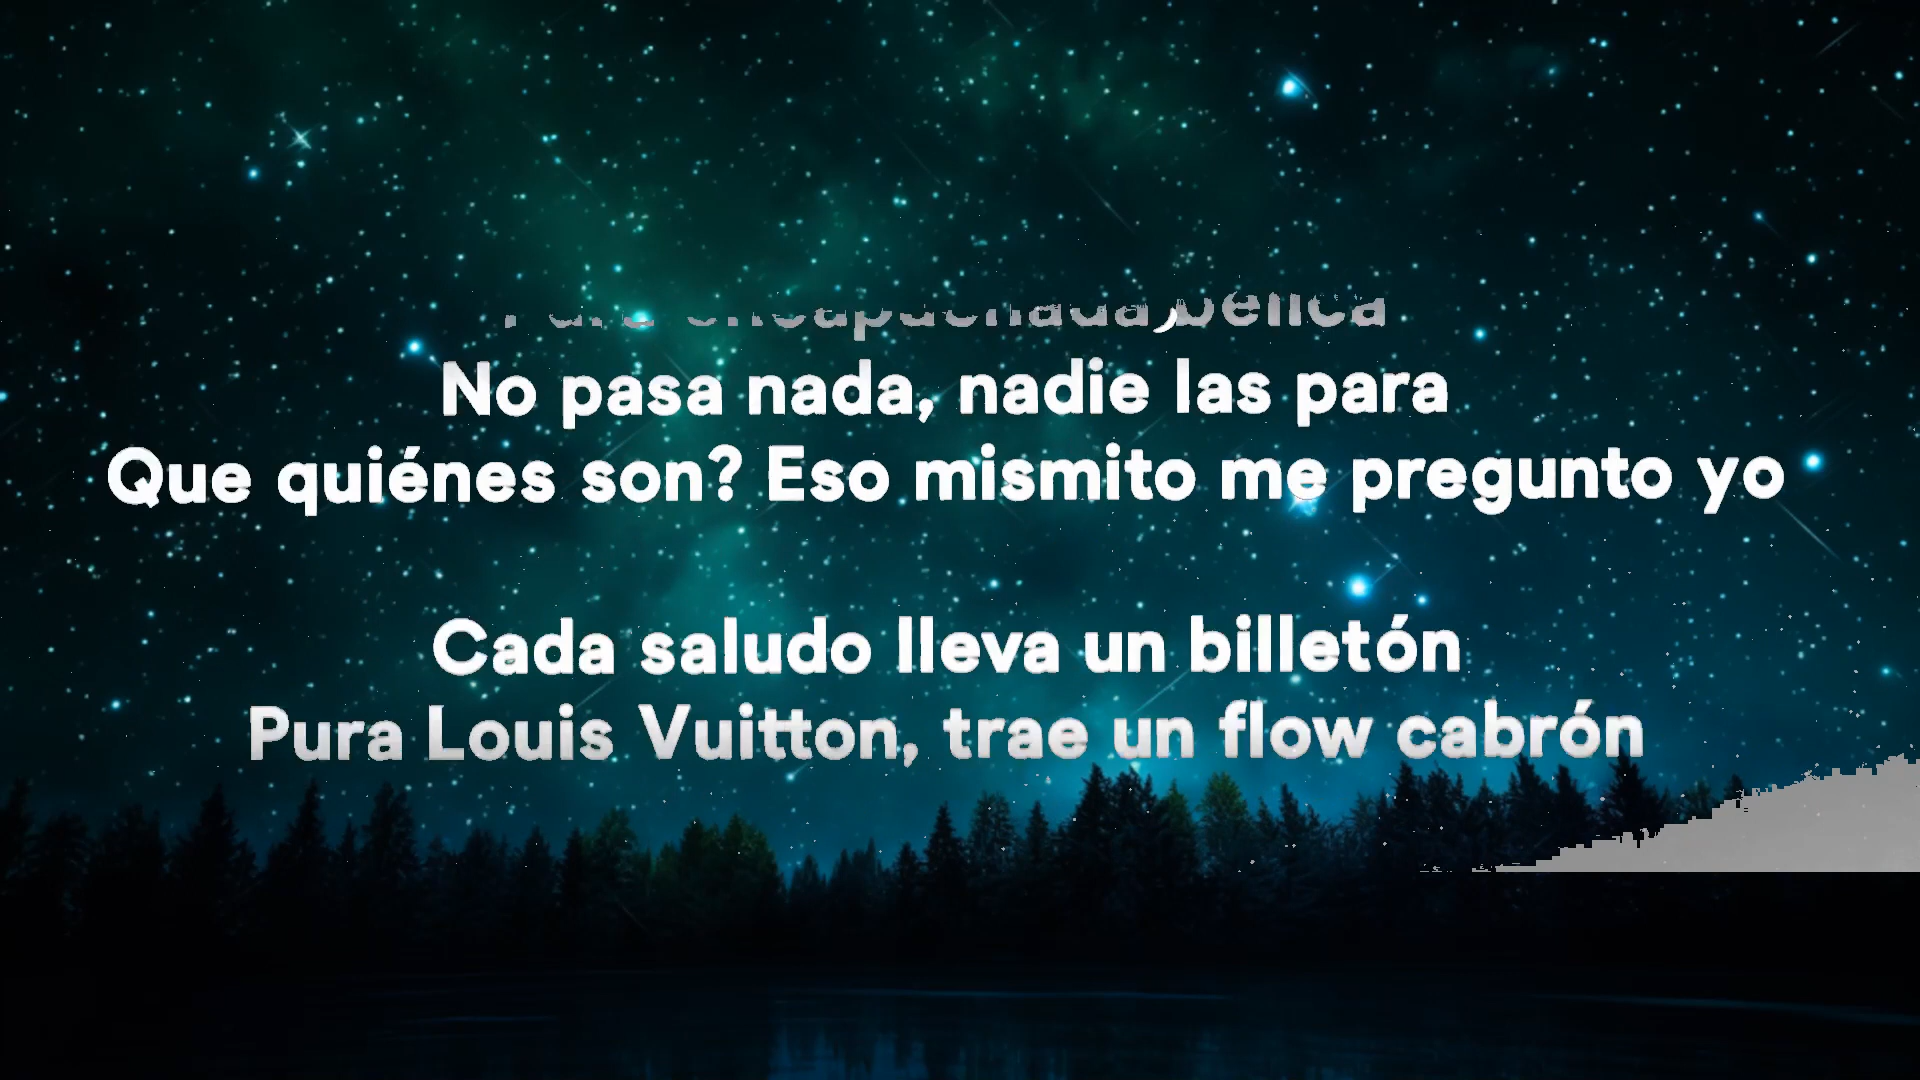 bélica
No pasa nada, nadie las para
Que quiénes son? Eso mismito me pregunto yo
Cada saludo lleva un billetón
Pura Louis Vuitton, trae un flow cabrón